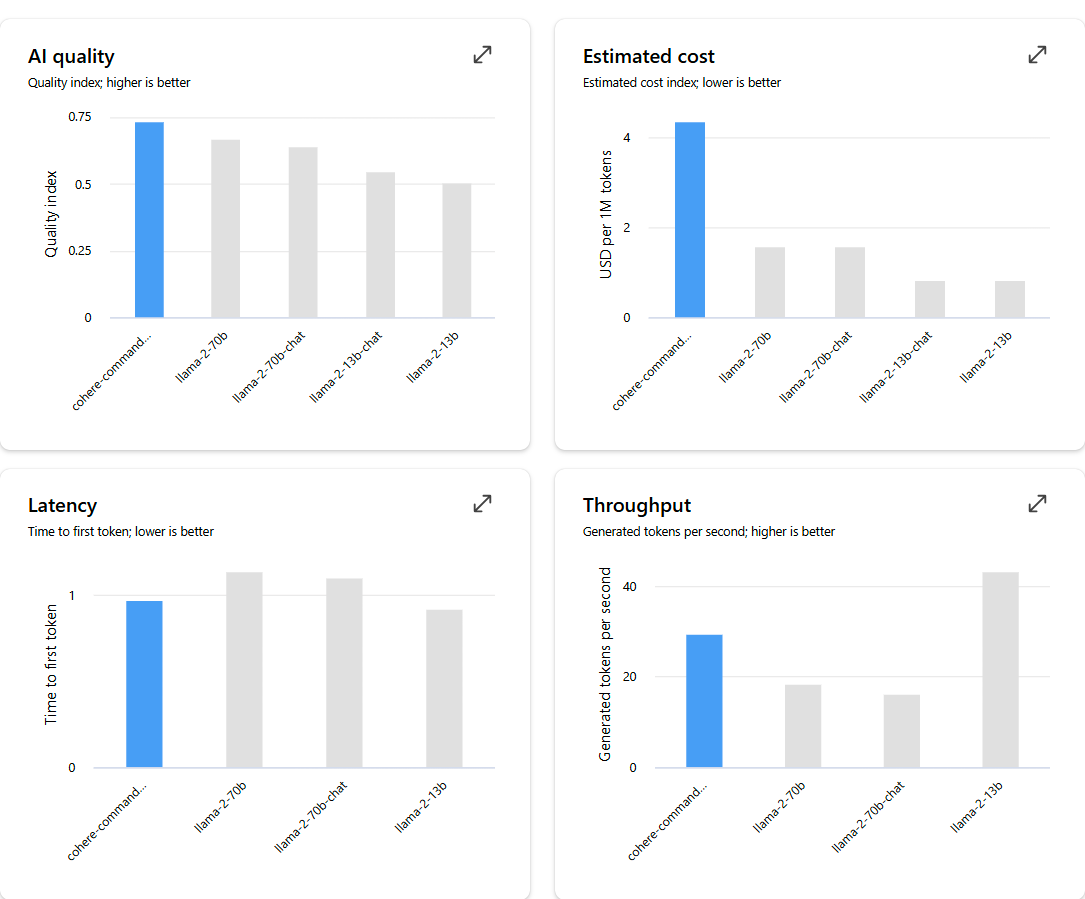 AI quality
Quality index; higher is better
Quality index
0.75
0.5
0.25
0
cohere-command...
llama-2-70b
llama-2-70b-chat
llama-2-13b-chat
llama-2-13b
Estimated cost
Estimated cost index; lower is better
USD per 1M tokens
4
2
0
cohere-command...
llama-2-70b
llama-2-70b-chat
llama-2-13b-chat
llama-2-13b
Latency
Time to first token; lower is better
Time to first token
1
0
cohere-command...
llama-2-70b
llama-2-70b-chat
llama-2-13b
Throughput
Generated tokens per second; higher is better
Generated tokens per second
40
20
0
cohere-command...
llama-2-70b
llama-2-70b-chat
llama-2-13b